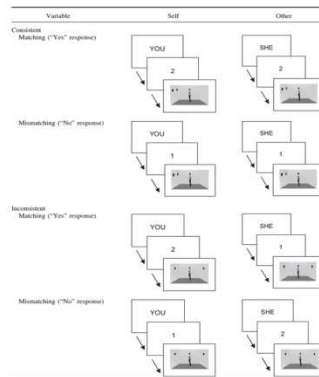 Variable Self Other
Consistent
Matching ("Yes" response)
YOU SHE
2 2
Mismatching ("No" response)
YOU SHE
1 1
Inconsistent
Matching ("Yes" response)
YOU SHE
2 1
Mismatching ("No" response)
YOU SHE
1 2